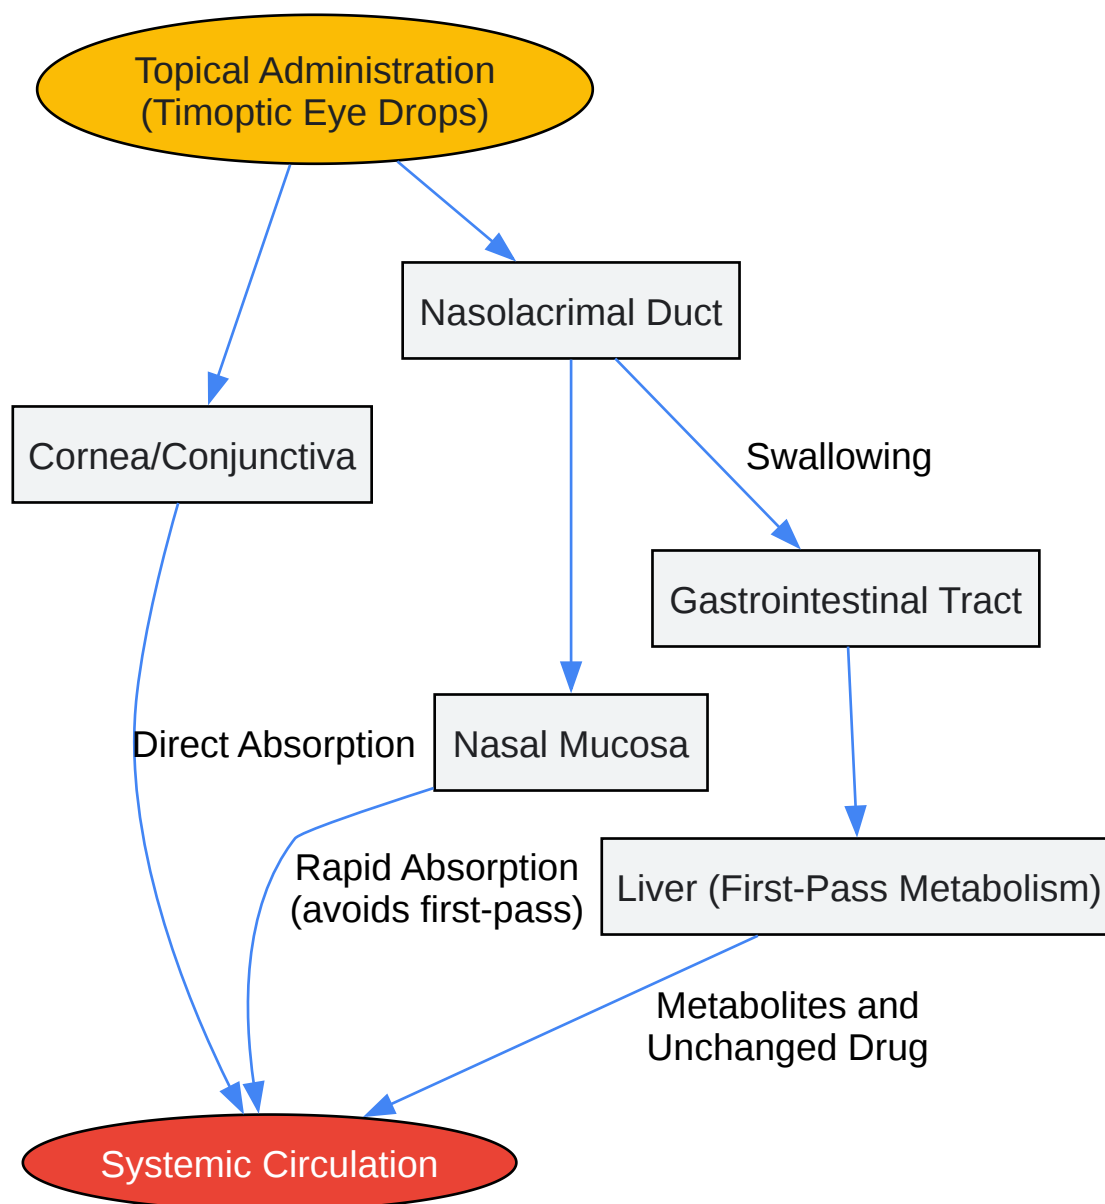 Topical Administration
(Timoptic Eye Drops)
Nasolacrimal Duct
Cornea/Conjunctiva
Swallowing
Gastrointestinal Tract
Direct Absorption
Nasal Mucosa
Rapid Absorption
(avoids first-pass)
Liver (First-Pass Metabolism)
Metabolites and
Unchanged Drug
Systemic Circulation